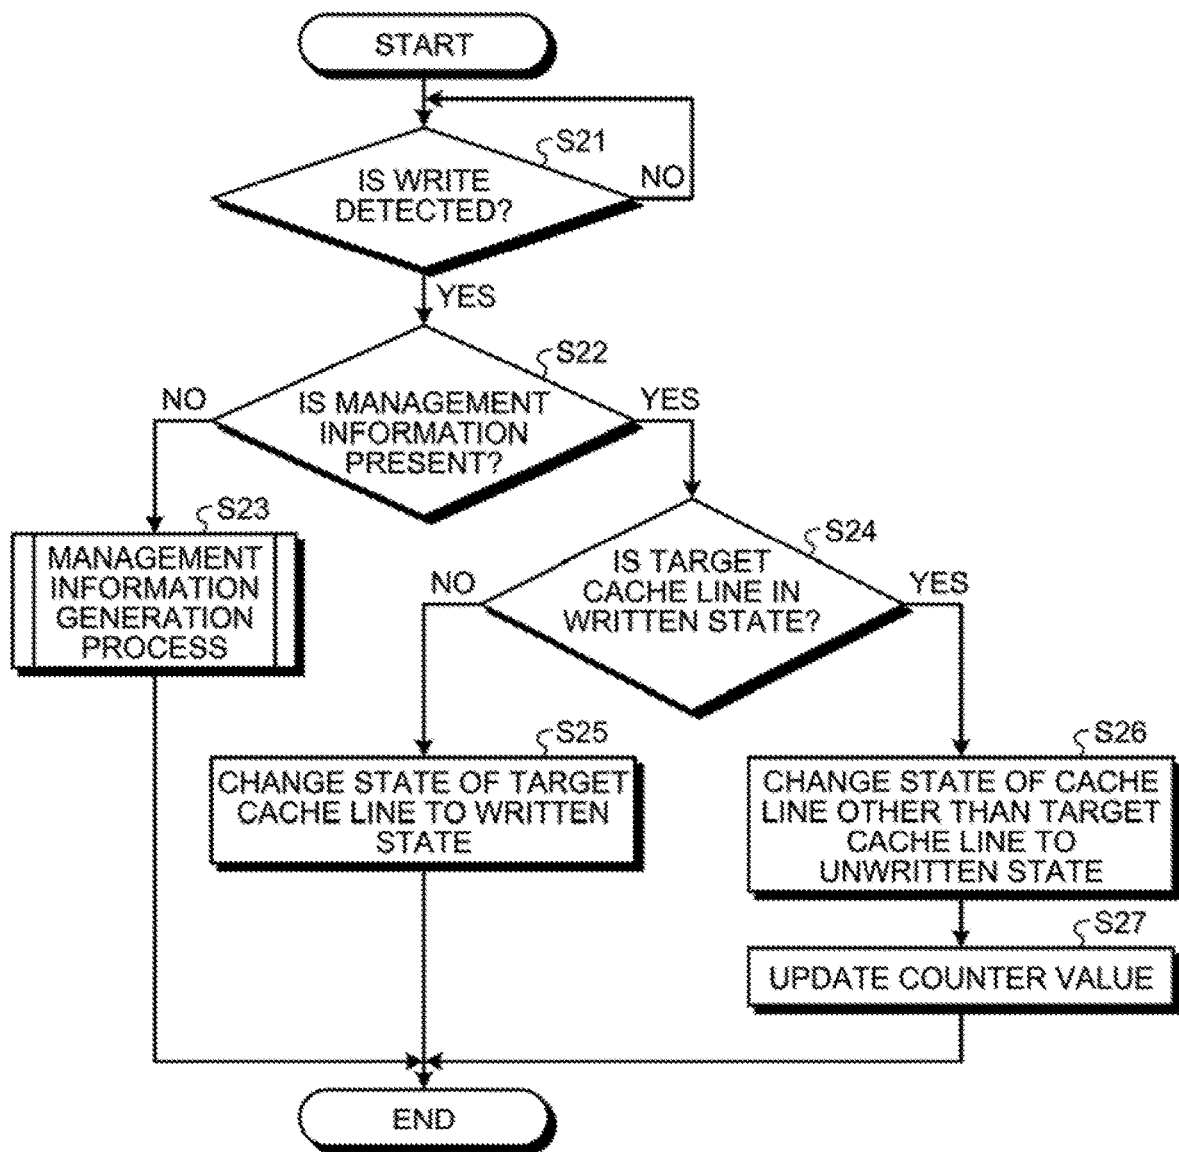 START
S21
IS WRITE
DETECTED?
NO
YES
S22
NO
IS MANAGEMENT
INFORMATION
PRESENT?
YES
S23
MANAGEMENT
INFORMATION
GENERATION
PROCESS
S24
NO
IS TARGET
CACHE LINE IN
WRITTEN STATE?
YES
S25
CHANGE STATE OF TARGET
CACHE LINE TO WRITTEN
STATE
S26
CHANGE STATE OF CACHE
LINE OTHER THAN TARGET
CACHE LINE TO
UNWRITTEN STATE
S27
UPDATE COUNTER VALUE
END